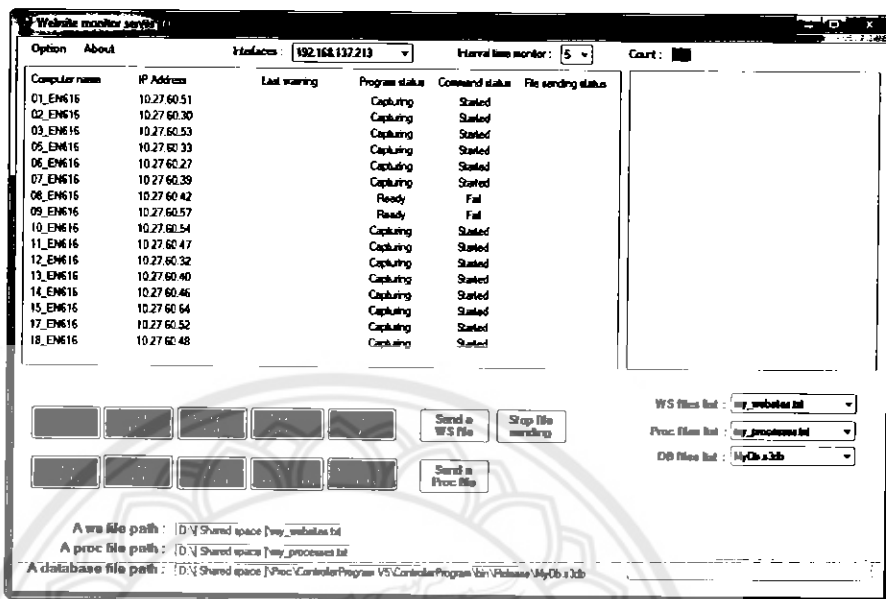 Website monitor server
Option About Interfaces : 192.168.137.213 Interval time monitor : 5 Count :
Computer name IP Address Last warning Program status Command status File sending status
01_EN616 10.27.60.51 Capturing Started
02_EN616 10.27.60.30 Capturing Started
03_EN616 10.27.60.53 Capturing Started
05_EN616 10.27.60.33 Capturing Started
06_EN616 10.27.60.27 Capturing Started
07_EN616 10.27.60.39 Capturing Started
08_EN616 10.27.60.42 Ready Fail
09_EN616 10.27.60.57 Ready Fail
10_EN616 10.27.60.54 Capturing Started
11_EN616 10.27.60.47 Capturing Started
12_EN616 10.27.60.32 Capturing Started
13_EN616 10.27.60.40 Capturing Started
14_EN616 10.27.60.46 Capturing Started
15_EN616 10.27.60.64 Capturing Started
17_EN616 10.27.60.52 Capturing Started
18_EN616 10.27.60.48 Capturing Started
WS files list : my_websites.txt
Send a WS file
Stop file sending
Proc files list : my_processes.txt
DB files list : MyDb.s3db
Send a Proc file
A ws file path : D:\[ Shared space ]\my_websites.txt
A proc file path : D:\[ Shared space ]\my_processes.txt
A database file path : D:\[ Shared space ]\Proc\ControllerProgram V5\ControllerProgram\bin\Release\MyDb.s3db